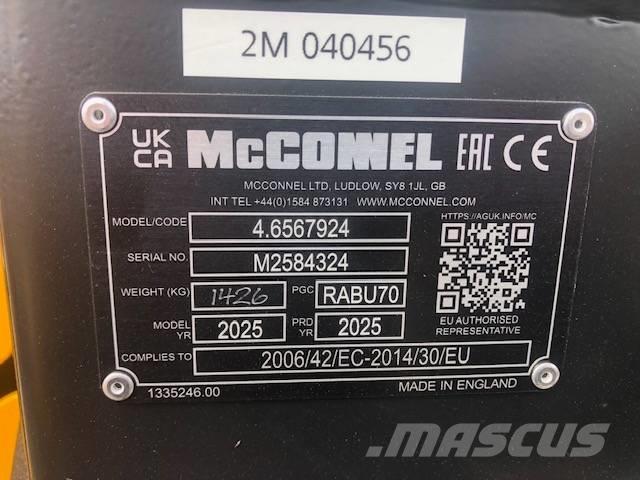 2M 040456
UK CA McCONNEL EAC CE
MCCONNEL LTD, LUDLOW, SY8 1JL, GB
INT TEL +44(0)1584 873131 WWW.MCCONNEL.COM
HTTPS://AGUK.INFO/MC
MODEL/CODE 4.6567924
SERIAL NO. M2584324
WEIGHT (KG) 1426 PGC RABU70
EU AUTHORISED REPRESENTATIVE
MODEL YR 2025 PRD YR 2025
COMPLIES TO 2006/42/EC-2014/30/EU
1335246.00 MADE IN ENGLAND
MASCUS